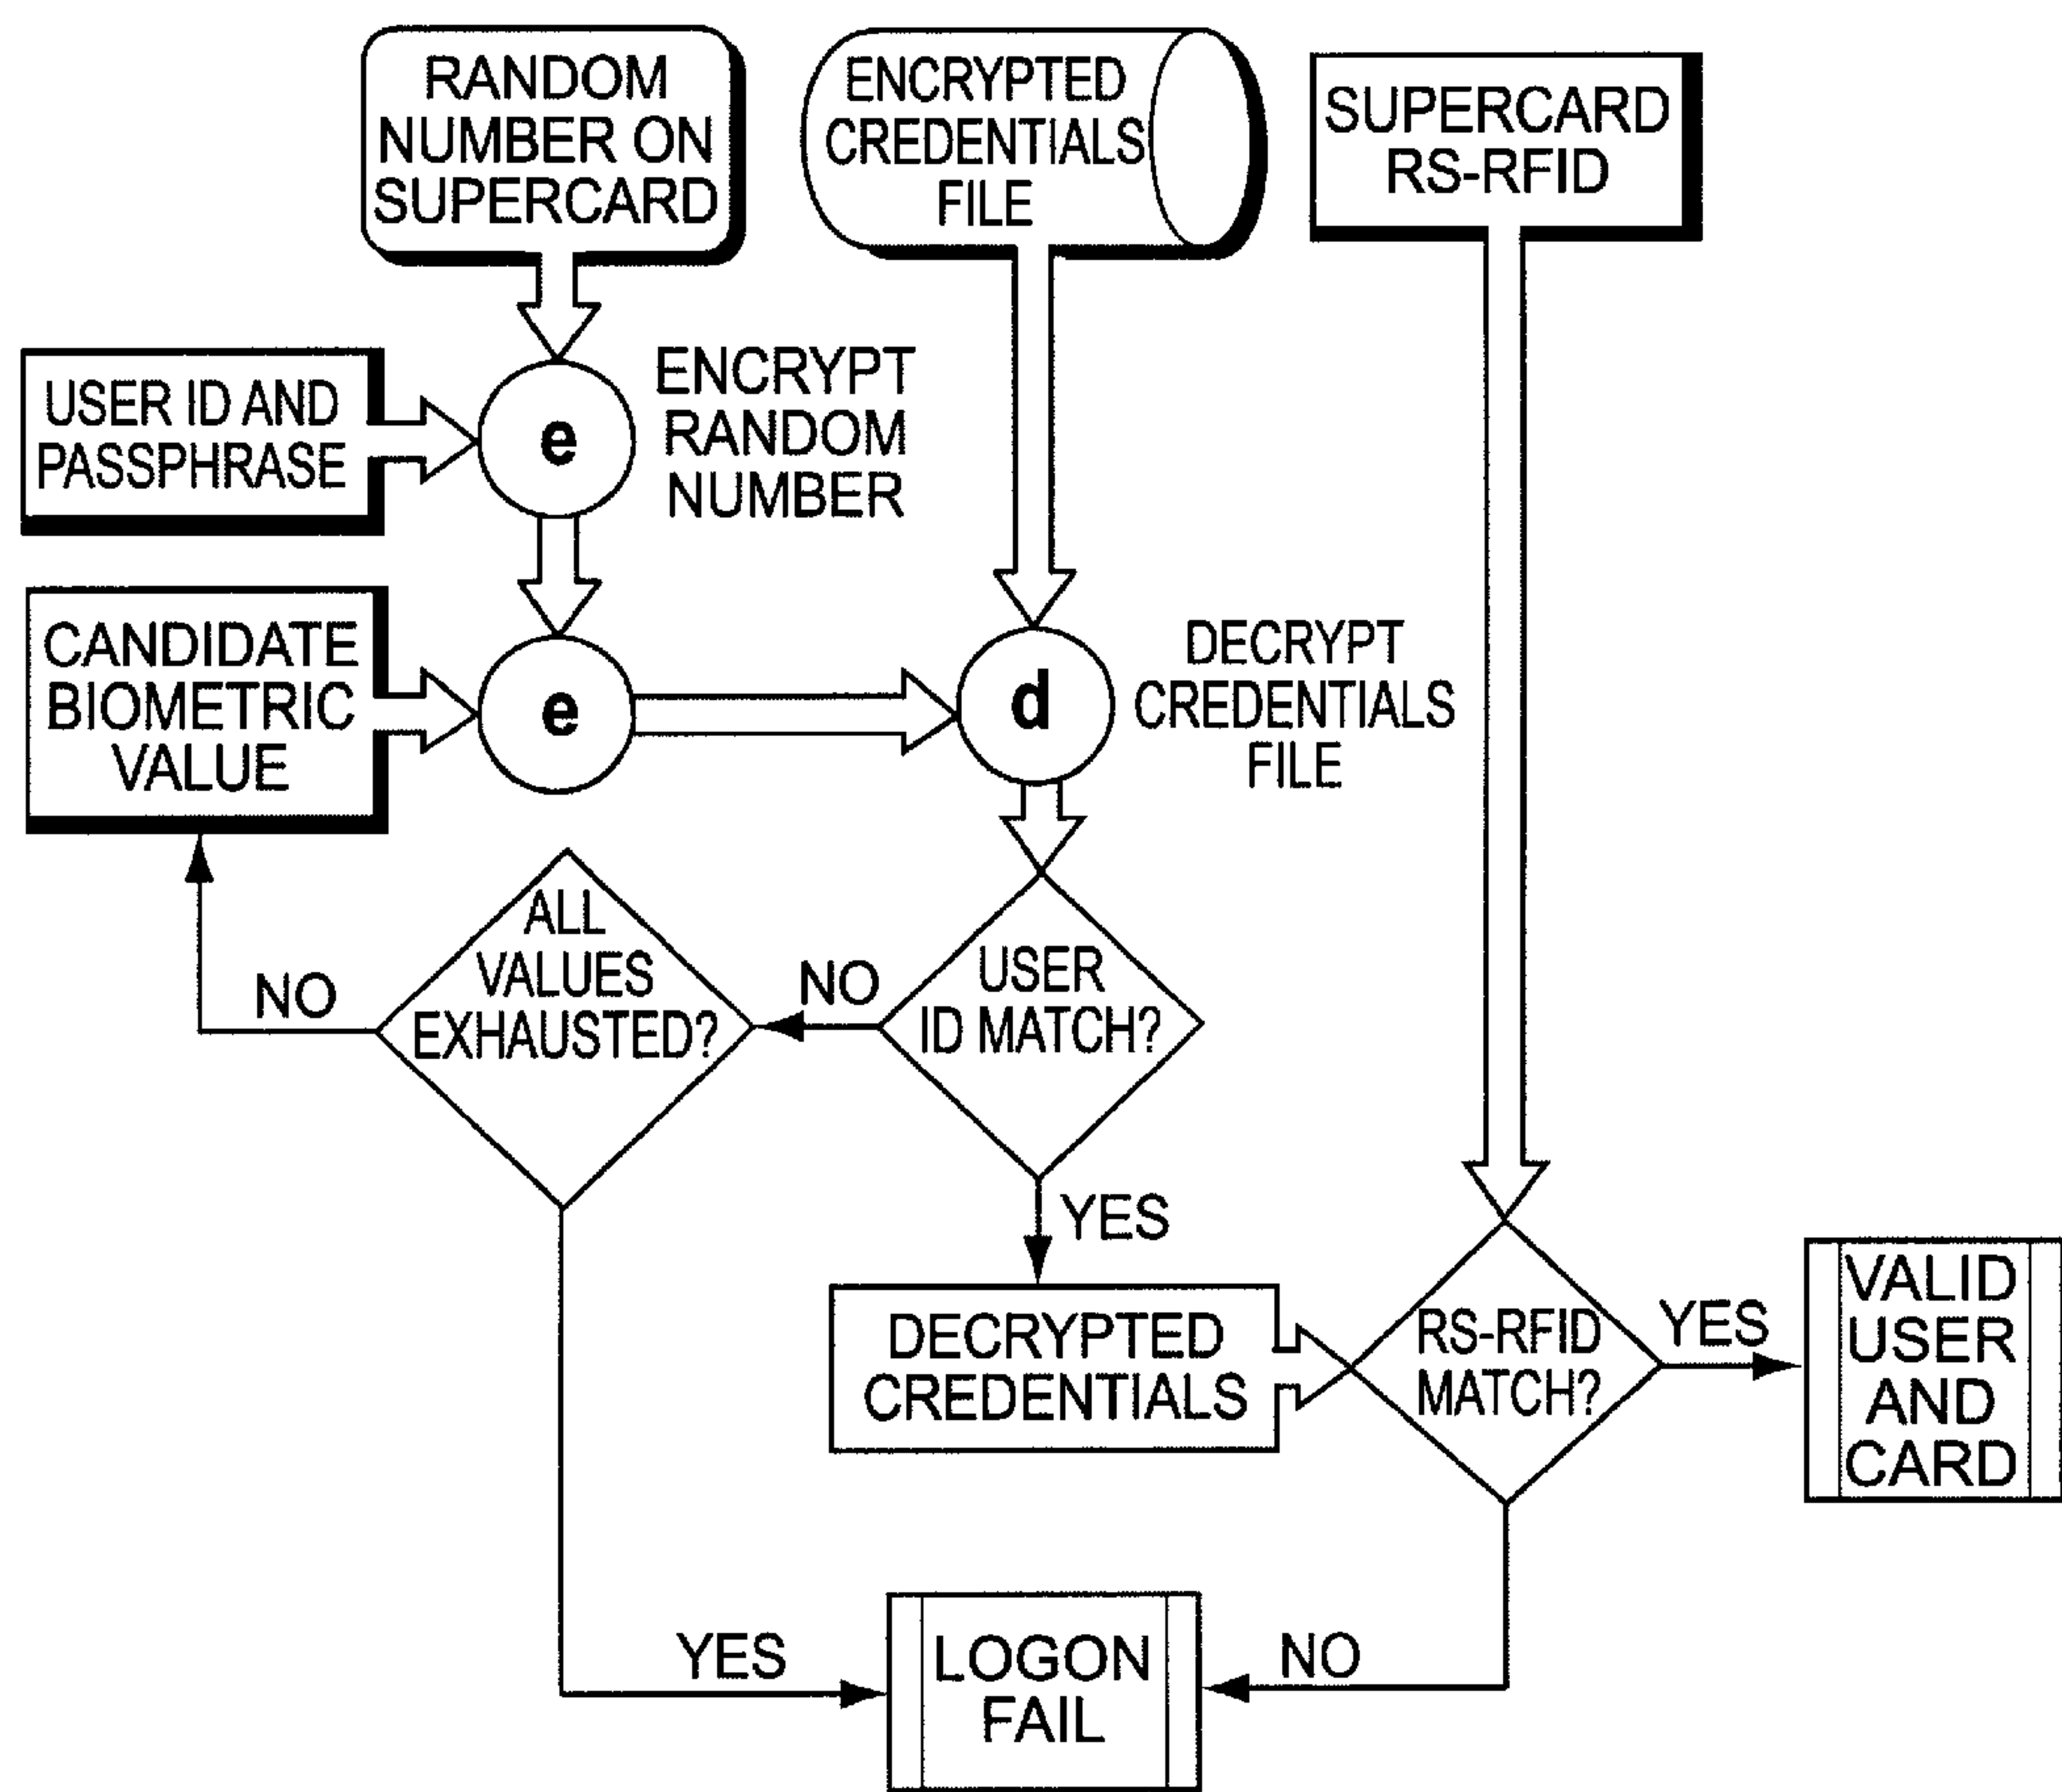 RANDOM
NUMBER ON
SUPERCARD
ENCRYPTED
CREDENTIALS
FILE
SUPERCARD
RS-RFID
USER ID AND
PASSPHRASE
e
ENCRYPT
RANDOM
NUMBER
CANDIDATE
BIOMETRIC
VALUE
e
d
DECRYPT
CREDENTIALS
FILE
ALL
VALUES
EXHAUSTED?
NO
NO
USER
ID MATCH?
YES
DECRYPTED
CREDENTIALS
RS-RFID
MATCH?
YES
VALID
USER
AND
CARD
YES
LOGON
FAIL
NO